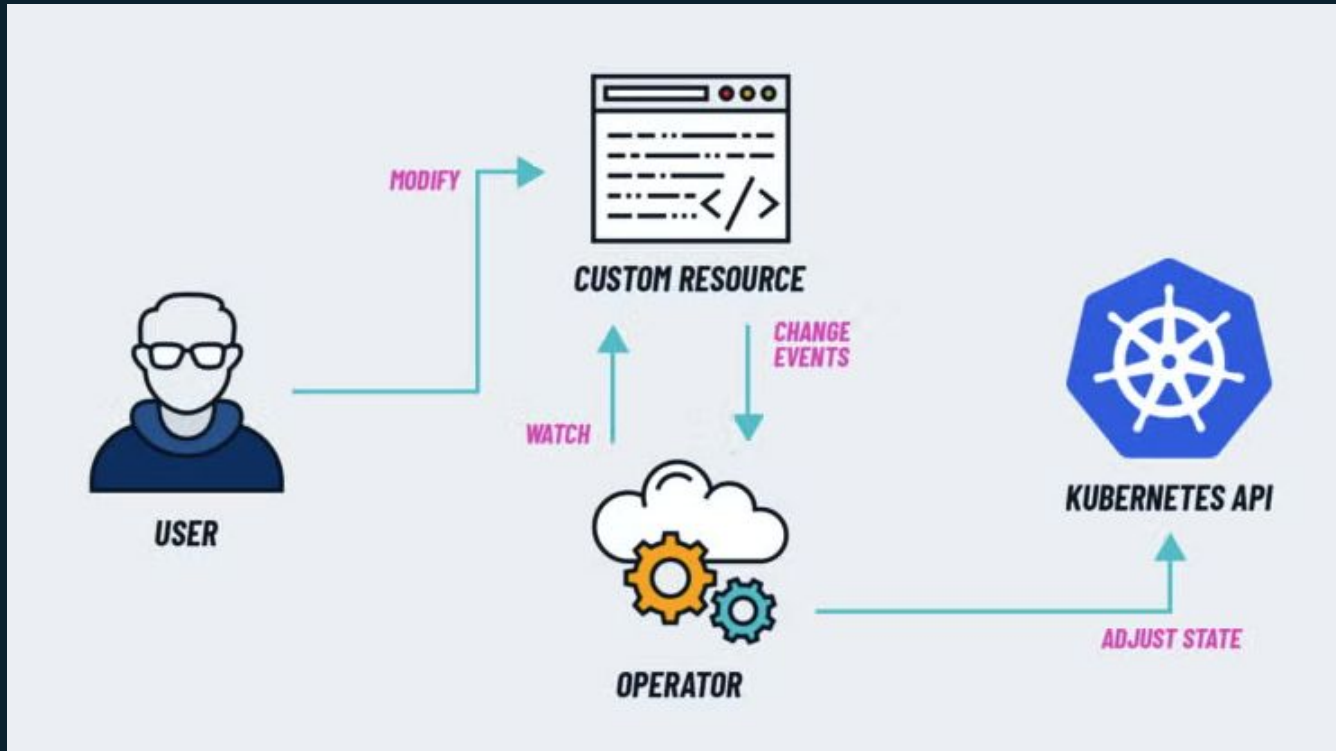 MODIFY
CUSTOM RESOURCE
CHANGE
EVENTS
WATCH
USER
KUBERNETES API
OPERATOR
ADJUST STATE